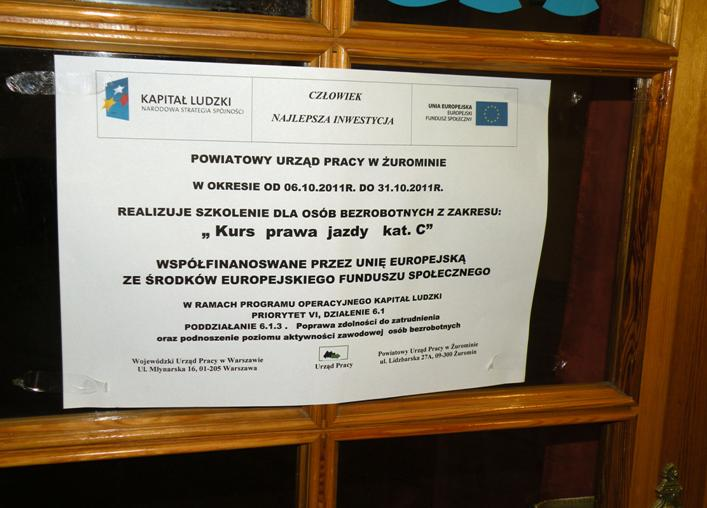 KAPITAŁ LUDZKI
NARODOWA STRATEGIA SPÓJNOŚCI
CZŁOWIEK
NAJLEPSZA INWESTYCJA
UNIA EUROPEJSKA
EUROPEJSKI
FUNDUSZ SPOŁECZNY
POWIATOWY URZĄD PRACY W ŻUROMINIE
W OKRESIE OD 06.10.2011R. DO 31.10.2011R.
REALIZUJE SZKOLENIE DLA OSÓB BEZROBOTNYCH Z ZAKRESU:
„ Kurs prawa jazdy kat. C”
WSPÓŁFINANSOWANE PRZEZ UNIĘ EUROPEJSKĄ
ZE ŚRODKÓW EUROPEJSKIEGO FUNDUSZU SPOŁECZNEGO
W RAMACH PROGRAMU OPERACYJNEGO KAPITAŁ LUDZKI
PRIORYTET VI, DZIAŁENIE 6.1
PODDZIAŁANIE 6.1.3 . Poprawa zdolności do zatrudnienia
oraz podnoszenie poziomu aktywności zawodowej osób bezrobotnych
Wojewódzki Urząd Pracy w Warszawie
Ul. Młynarska 16, 01-205 Warszawa
Urząd Pracy
Powiatowy Urząd Pracy w Żurominie
ul. Lidzbarska 27A, 09-300 Żuromin